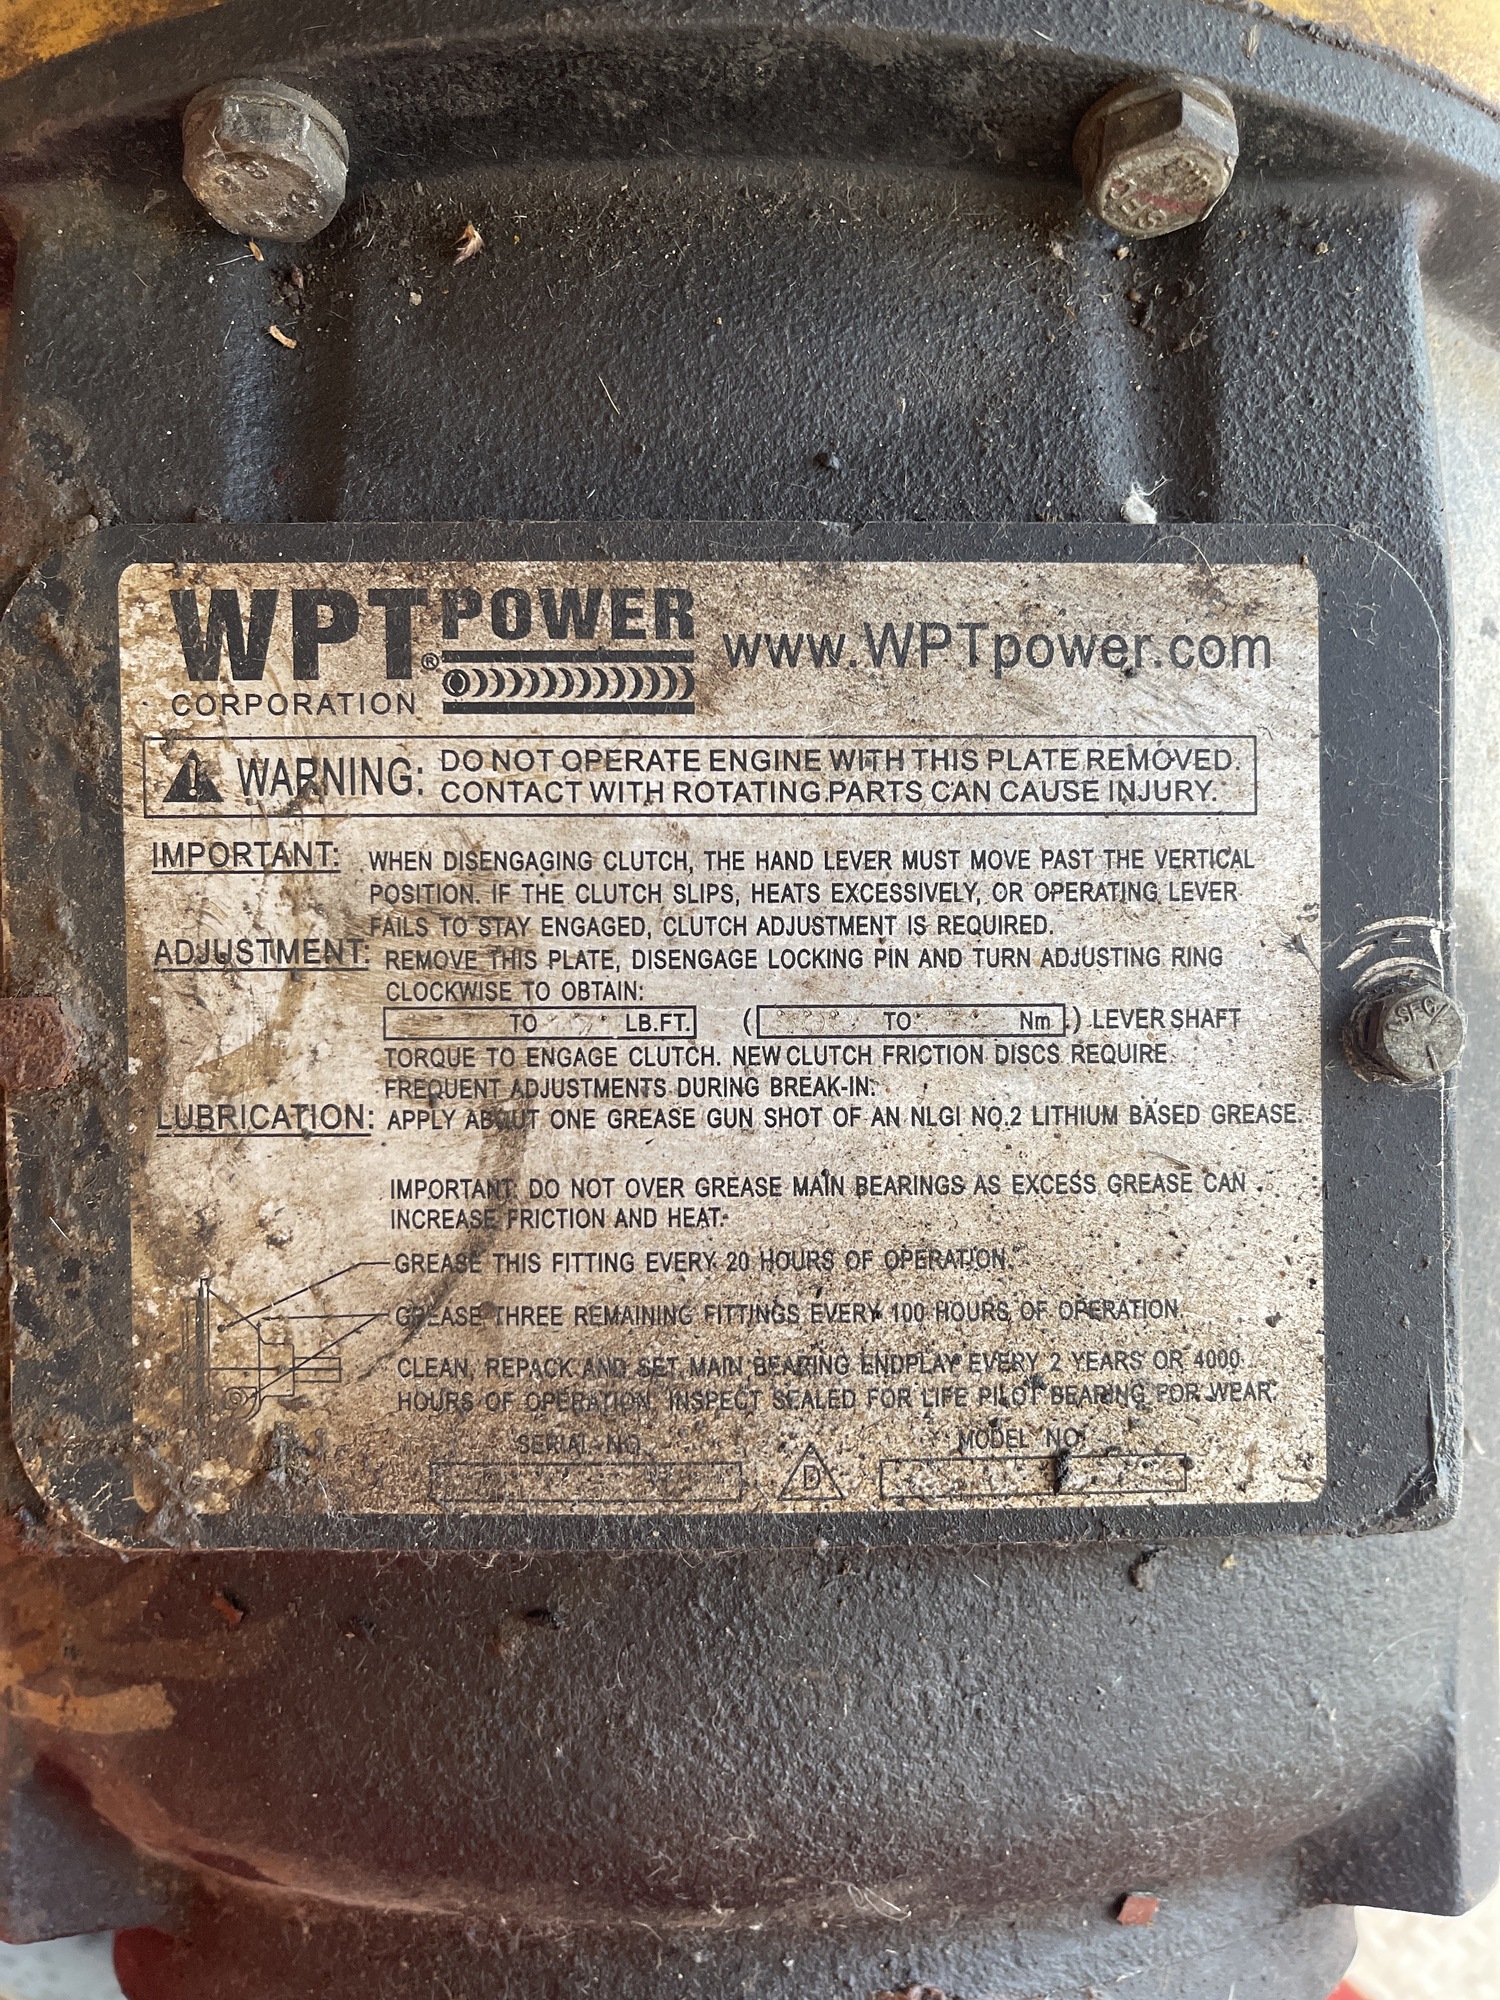 WPT POWER www.WPTpower.com
CORPORATION
WARNING: DO NOT OPERATE ENGINE WITH THIS PLATE REMOVED.
CONTACT WITH ROTATING PARTS CAN CAUSE INJURY.
IMPORTANT: WHEN DISENGAGING CLUTCH, THE HAND LEVER MUST MOVE PAST THE VERTICAL
POSITION. IF THE CLUTCH SLIPS, HEATS EXCESSIVELY, OR OPERATING LEVER
FAILS TO STAY ENGAGED, CLUTCH ADJUSTMENT IS REQUIRED.
ADJUSTMENT: REMOVE THIS PLATE, DISENGAGE LOCKING PIN AND TURN ADJUSTING RING
CLOCKWISE TO OBTAIN:
TO LB.FT. ( TO Nm ) LEVER SHAFT
TORQUE TO ENGAGE CLUTCH. NEW CLUTCH FRICTION DISCS REQUIRE
FREQUENT ADJUSTMENTS DURING BREAK-IN.
LUBRICATION: APPLY ABOUT ONE GREASE GUN SHOT OF AN NLGI NO.2 LITHIUM BASED GREASE.
IMPORTANT: DO NOT OVER GREASE MAIN BEARINGS AS EXCESS GREASE CAN
INCREASE FRICTION AND HEAT.
GREASE THIS FITTING EVERY 20 HOURS OF OPERATION.
GREASE THREE REMAINING FITTINGS EVERY 100 HOURS OF OPERATION.
CLEAN, REPACK AND SET MAIN BEARING ENDPLAY EVERY 2 YEARS OR 4000
HOURS OF OPERATION. INSPECT SEALED FOR LIFE PILOT BEARING FOR WEAR.
SERIAL NO. MODEL NO.
D